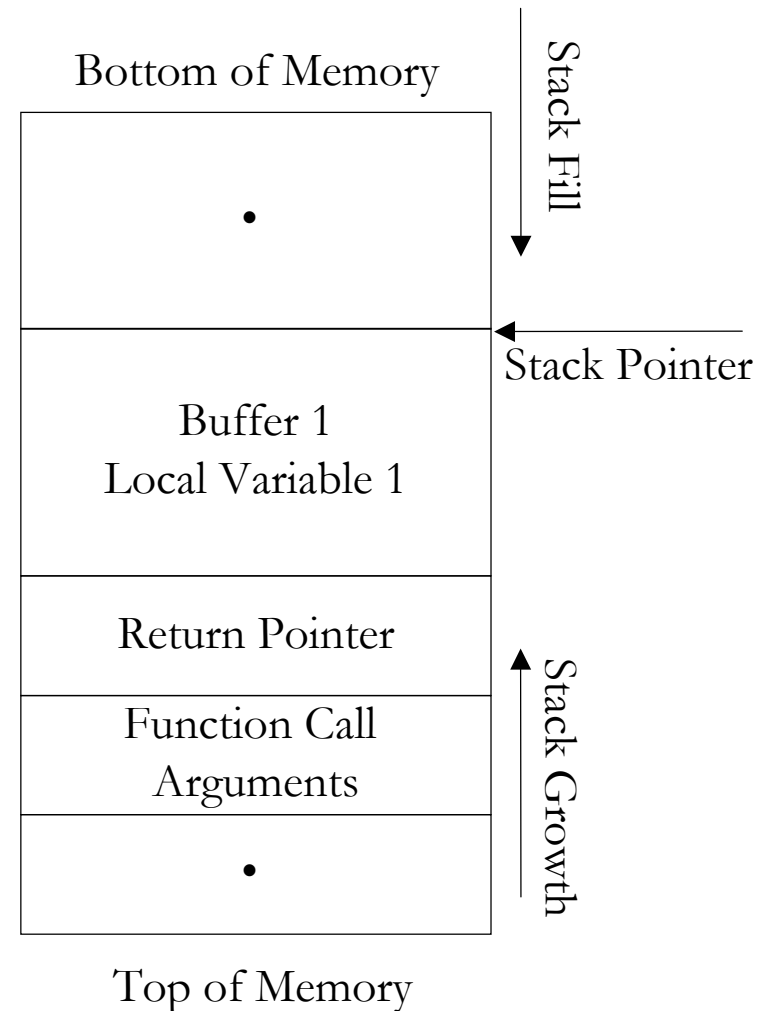 Bottom of Memory
Stack Fill
Stack Pointer
Buffer 1
Local Variable 1
Return Pointer
Function Call
Arguments
Stack Growth
Top of Memory